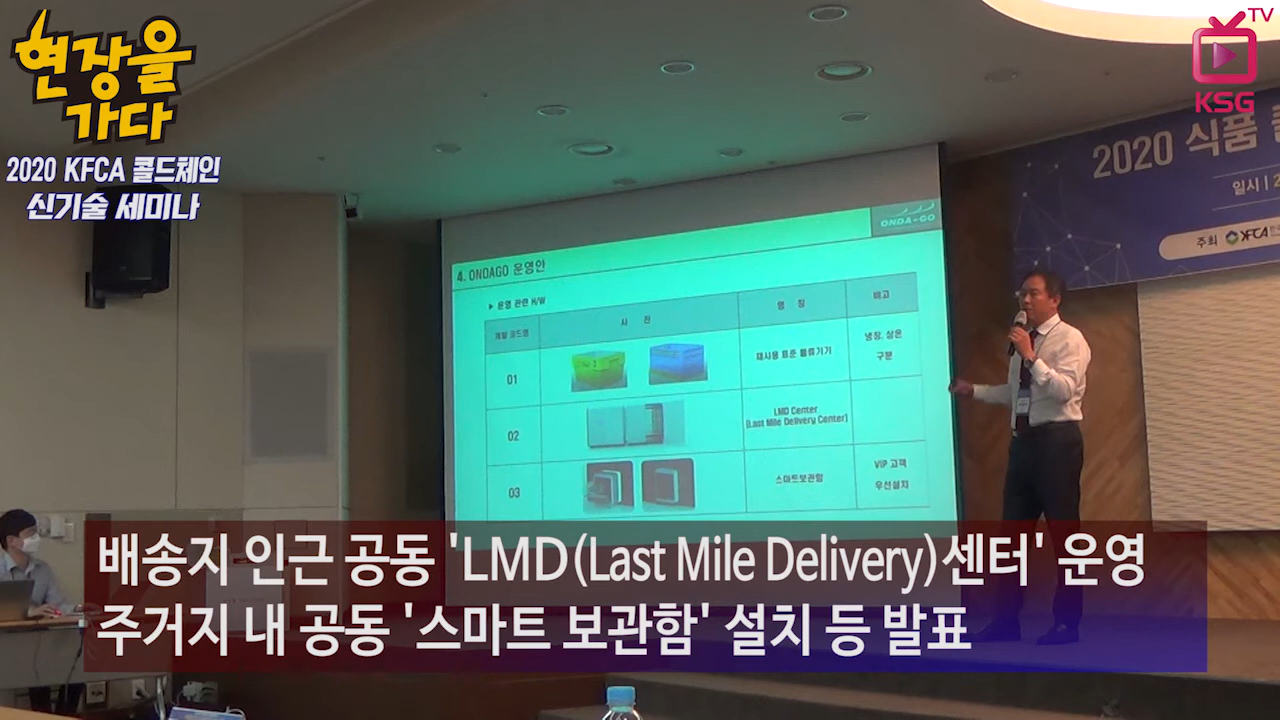 현장을
가다
2020 KFCA 콜드체인
신기술 세미나
TV
KSG
2020 식품
일시 | 2
주최 KFCA
ONDA-GO
4. ONDAGO 운영안
▶ 운영 관련 H/W
개발 코드명 사 진 명 칭 비고
01 재사용 표준 물류기기 냉장, 상온 구분
02 LMD Center (Last Mile Delivery Center)
03 스마트보관함 VIP 고객 우선설치
배송지 인근 공동 'LMD(Last Mile Delivery)센터' 운영
주거지 내 공동 '스마트 보관함' 설치 등 발표